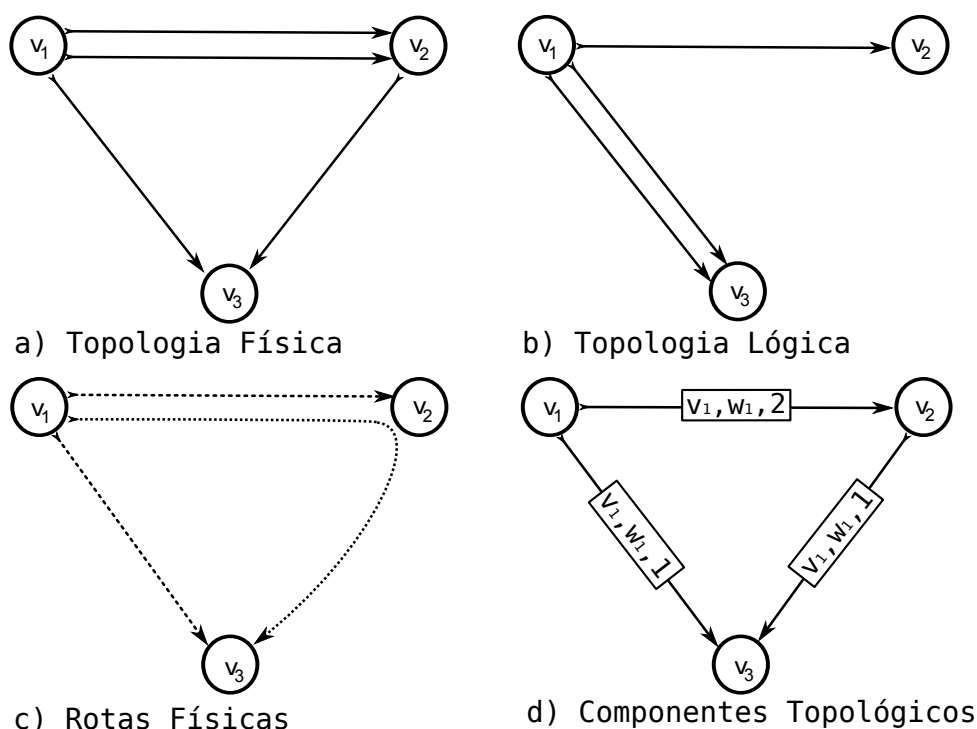 v₁
v₂
v₃
a) Topologia Física
v₁
v₂
v₃
b) Topologia Lógica
v₁
v₂
v₃
c) Rotas Físicas
v₁
v₁,w₁,2
v₂
v₁,w₁,1
v₁,w₁,1
v₃
d) Componentes Topológicos